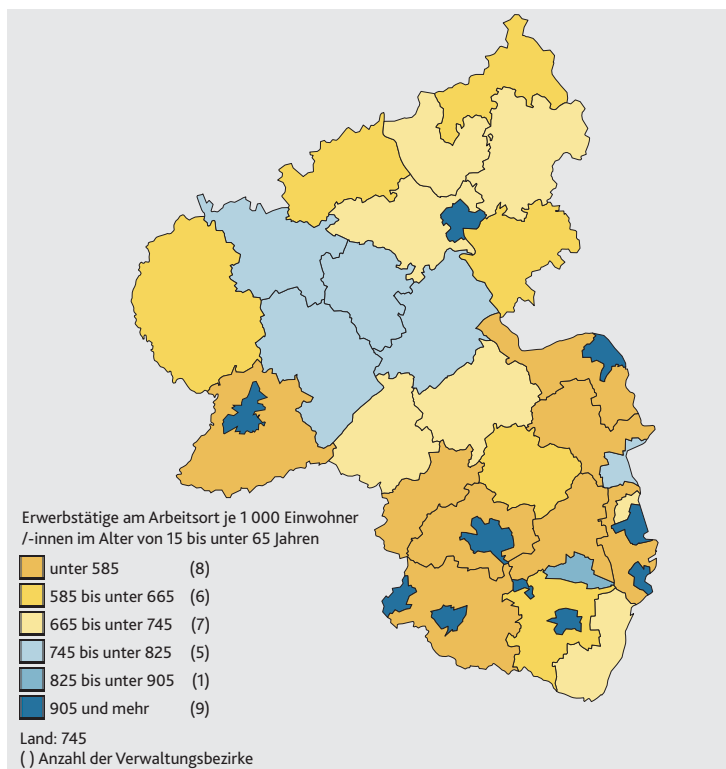 Erwerbstätige am Arbeitsort je 1 000 Einwohner
/-innen im Alter von 15 bis unter 65 Jahren
unter 585 (8)
585 bis unter 665 (6)
665 bis unter 745 (7)
745 bis unter 825 (5)
825 bis unter 905 (1)
905 und mehr (9)
Land: 745
( ) Anzahl der Verwaltungsbezirke